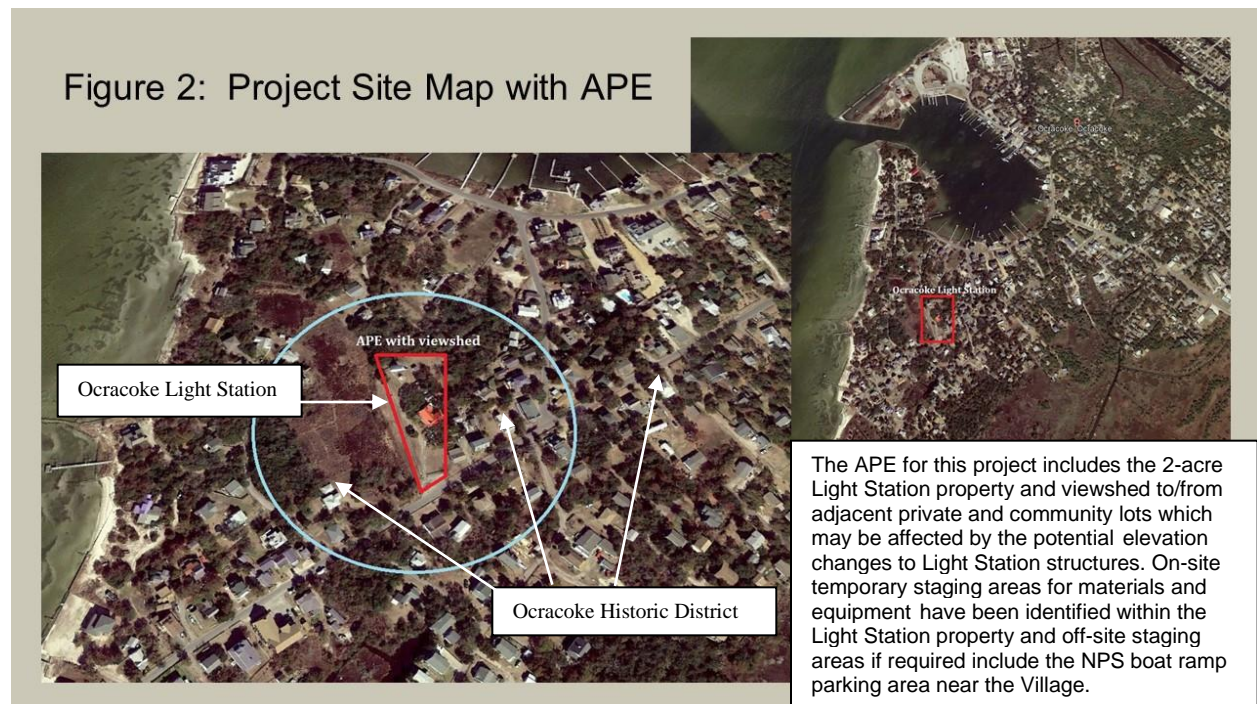 Figure 2: Project Site Map with APE
Ocracoke Ocracoke
Ocracoke Light Station
APE with viewshed
Ocracoke Light Station
Ocracoke Historic District
The APE for this project includes the 2-acre
Light Station property and viewshed to/from
adjacent private and community lots which
may be affected by the potential elevation
changes to Light Station structures. On-site
temporary staging areas for materials and
equipment have been identified within the
Light Station property and off-site staging
areas if required include the NPS boat ramp
parking area near the Village.